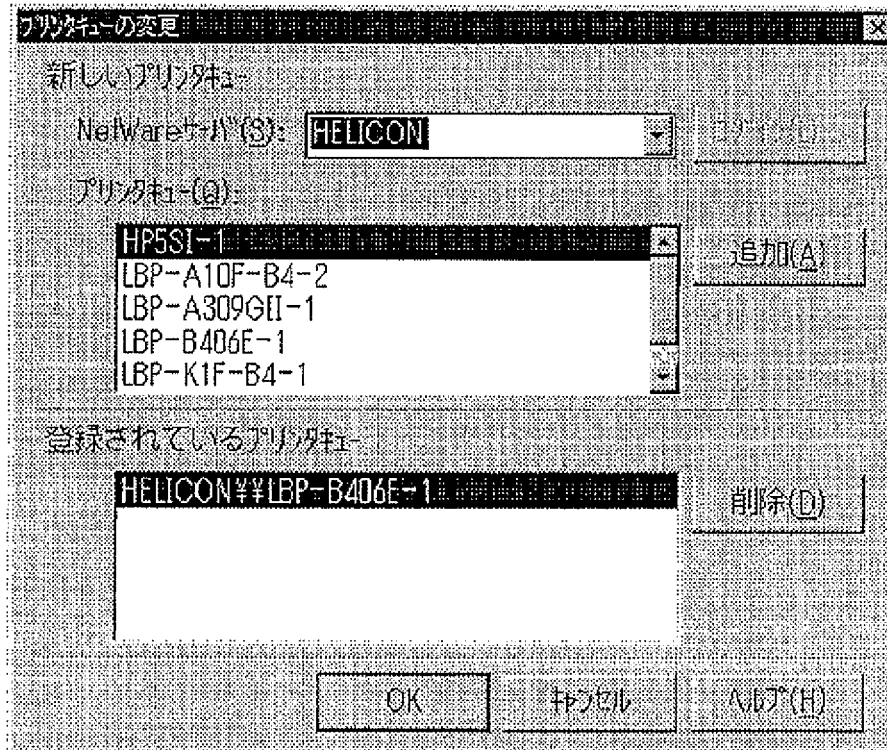 プリンタキューの変更
新しいプリンタキュー
NetWareサーバ(S):
HELICON
プリンタキュー(Q):
HP5SI-1
LBP-A10F-B4-2
LBP-A309GII-1
LBP-B406E-1
LBP-K1F-B4-1
追加(A)
登録されているプリンタキュー
HELICON¥¥LBP-B406E-1
削除(D)
OK
キャンセル
ヘルプ(H)